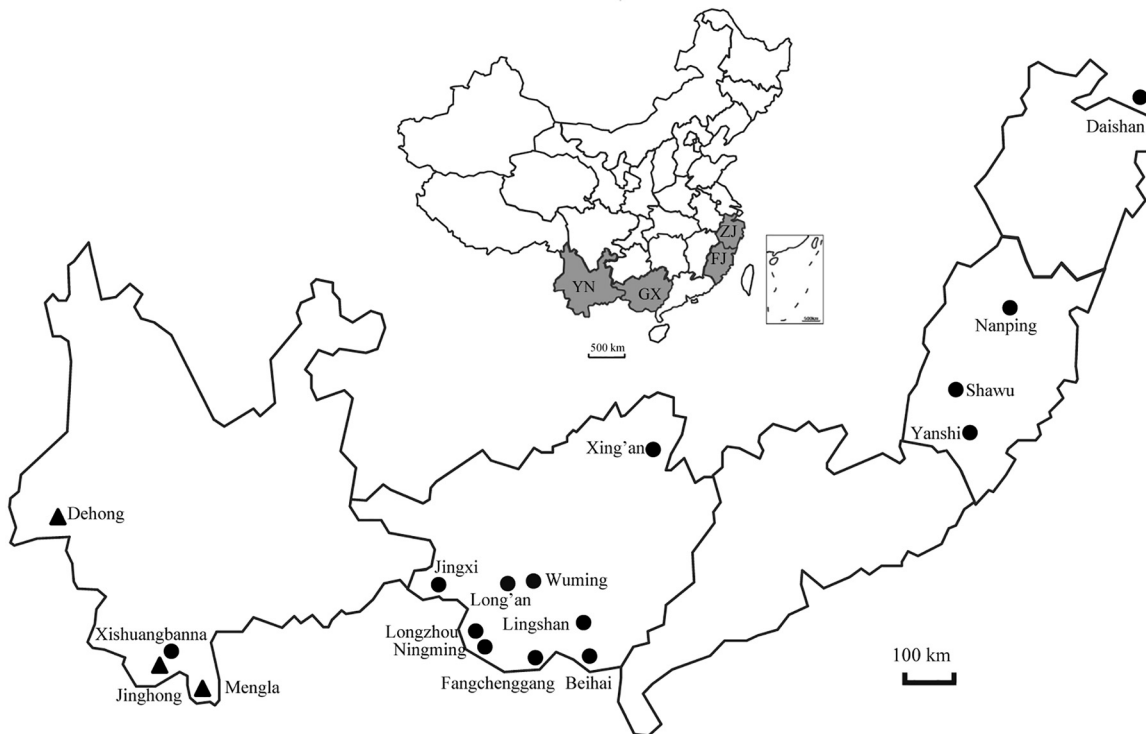 Daishan
ZJ
FJ
YN
GX
500 km
Nanping
Shawu
Yanshi
Xing’an
Dehong
Jingxi
Wuming
Long’an
Xishuangbanna
Lingshan
Longzhou
Ningming
100 km
Jinghong
Mengla
Fangchenggang
Beihai